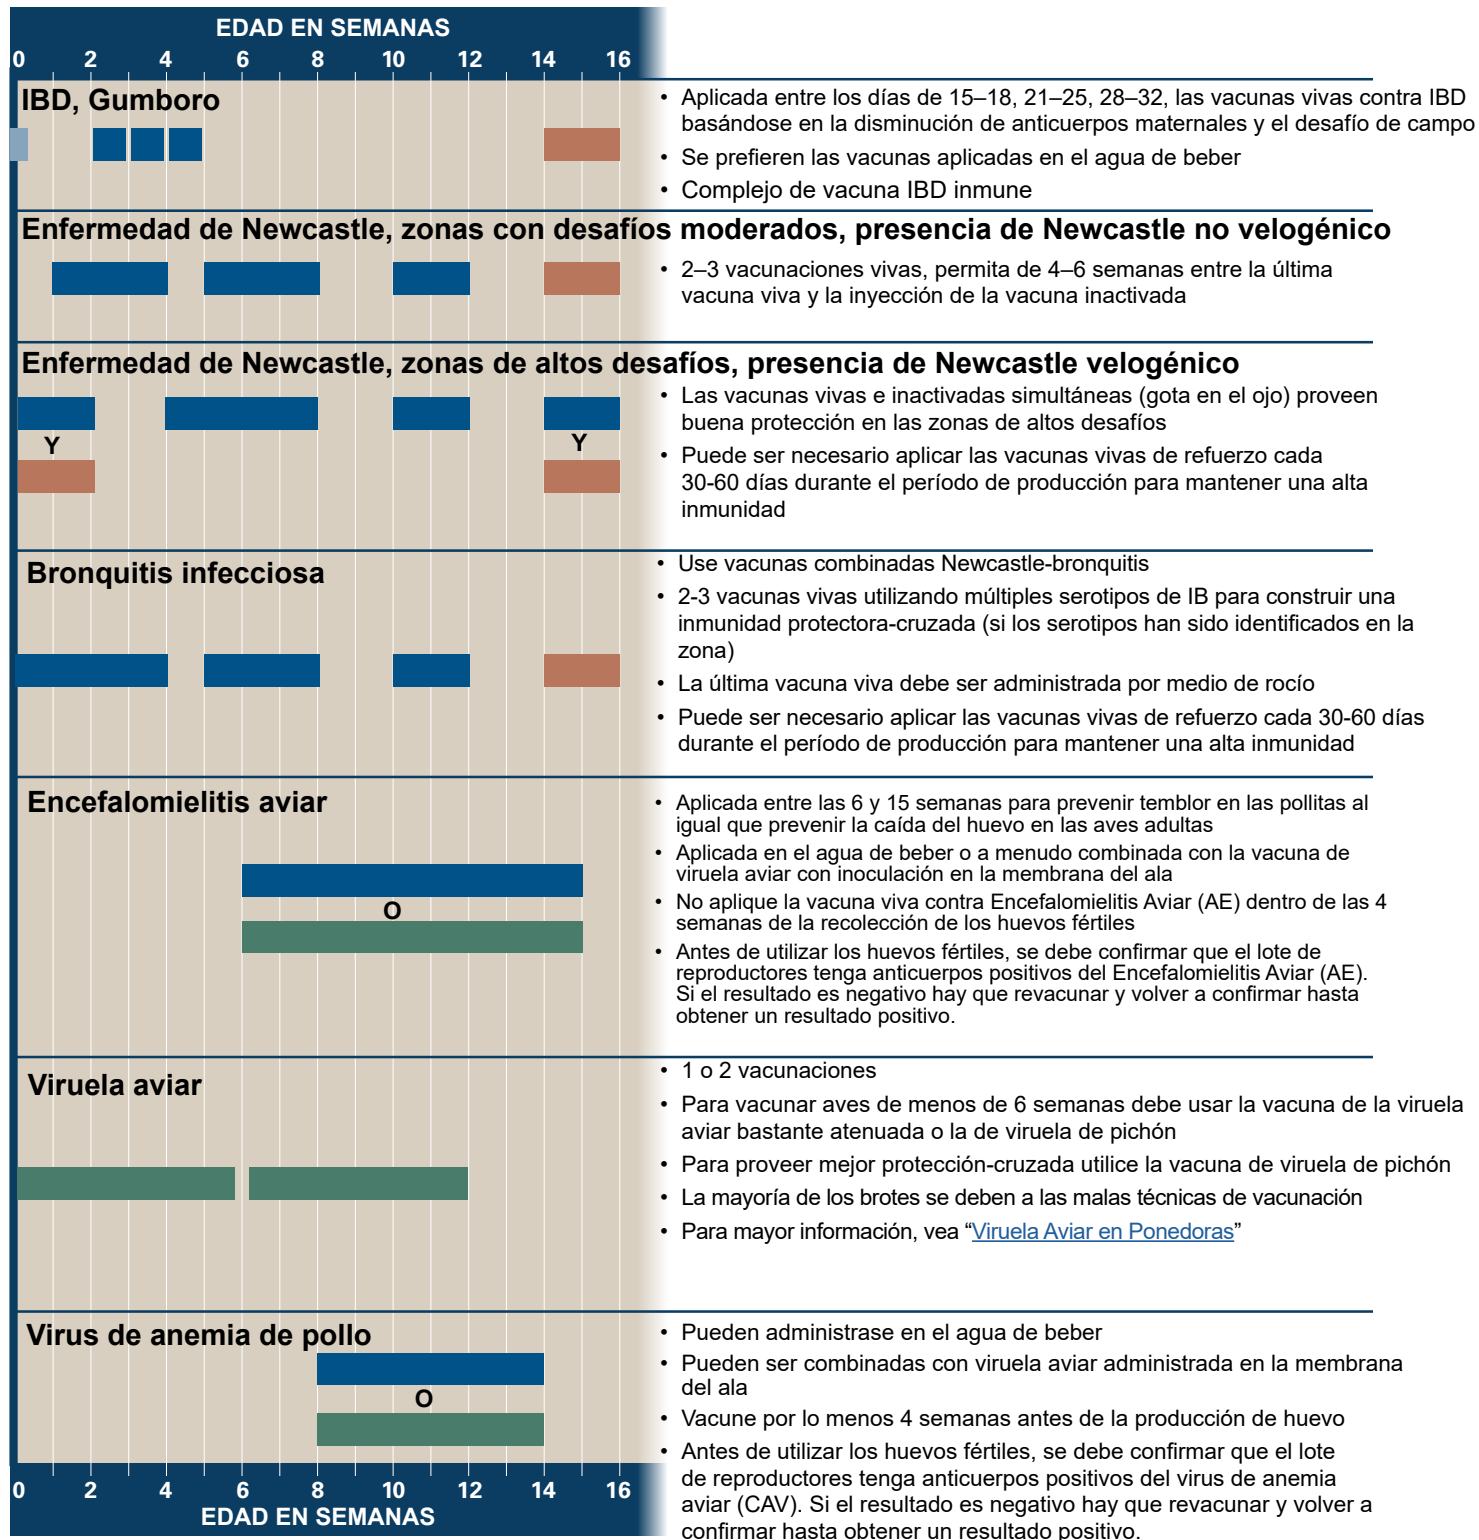 EDAD EN SEMANAS
0 2 4 6 8 10 12 14 16
IBD, Gumboro
• Aplicada entre los días de 15–18, 21–25, 28–32, las vacunas vivas contra IBD
basándose en la disminución de anticuerpos maternales y el desafío de campo
• Se prefieren las vacunas aplicadas en el agua de beber
• Complejo de vacuna IBD inmune
Enfermedad de Newcastle, zonas con desafíos moderados, presencia de Newcastle no velogénico
• 2–3 vacunaciones vivas, permita de 4–6 semanas entre la última
vacuna viva y la inyección de la vacuna inactivada
Enfermedad de Newcastle, zonas de altos desafíos, presencia de Newcastle velogénico
Y Y
• Las vacunas vivas e inactivadas simultáneas (gota en el ojo) proveen
buena protección en las zonas de altos desafíos
• Puede ser necesario aplicar las vacunas vivas de refuerzo cada
30-60 días durante el período de producción para mantener una alta
inmunidad
Bronquitis infecciosa
• Use vacunas combinadas Newcastle-bronquitis
• 2-3 vacunas vivas utilizando múltiples serotipos de IB para construir una
inmunidad protectora-cruzada (si los serotipos han sido identificados en la
zona)
• La última vacuna viva debe ser administrada por medio de rocío
• Puede ser necesario aplicar las vacunas vivas de refuerzo cada 30-60 días
durante el período de producción para mantener una alta inmunidad
Encefalomielitis aviar
O
• Aplicada entre las 6 y 15 semanas para prevenir temblor en las pollitas al
igual que prevenir la caída del huevo en las aves adultas
• Aplicada en el agua de beber o a menudo combinada con la vacuna de
viruela aviar con inoculación en la membrana del ala
• No aplique la vacuna viva contra Encefalomielitis Aviar (AE) dentro de las 4
semanas de la recolección de los huevos fértiles
• Antes de utilizar los huevos fértiles, se debe confirmar que el lote de
reproductores tenga anticuerpos positivos del Encefalomielitis Aviar (AE).
Si el resultado es negativo hay que revacunar y volver a confirmar hasta
obtener un resultado positivo.
Viruela aviar
• 1 o 2 vacunaciones
• Para vacunar aves de menos de 6 semanas debe usar la vacuna de la viruela
aviar bastante atenuada o la de viruela de pichón
• Para proveer mejor protección-cruzada utilice la vacuna de viruela de pichón
• La mayoría de los brotes se deben a las malas técnicas de vacunación
• Para mayor información, vea “Viruela Aviar en Ponedoras”
Virus de anemia de pollo
O
• Pueden administrase en el agua de beber
• Pueden ser combinadas con viruela aviar administrada en la membrana
del ala
• Vacune por lo menos 4 semanas antes de la producción de huevo
• Antes de utilizar los huevos fértiles, se debe confirmar que el lote
de reproductores tenga anticuerpos positivos del virus de anemia
aviar (CAV). Si el resultado es negativo hay que revacunar y volver a
confirmar hasta obtener un resultado positivo.
0 2 4 6 8 10 12 14 16
EDAD EN SEMANAS